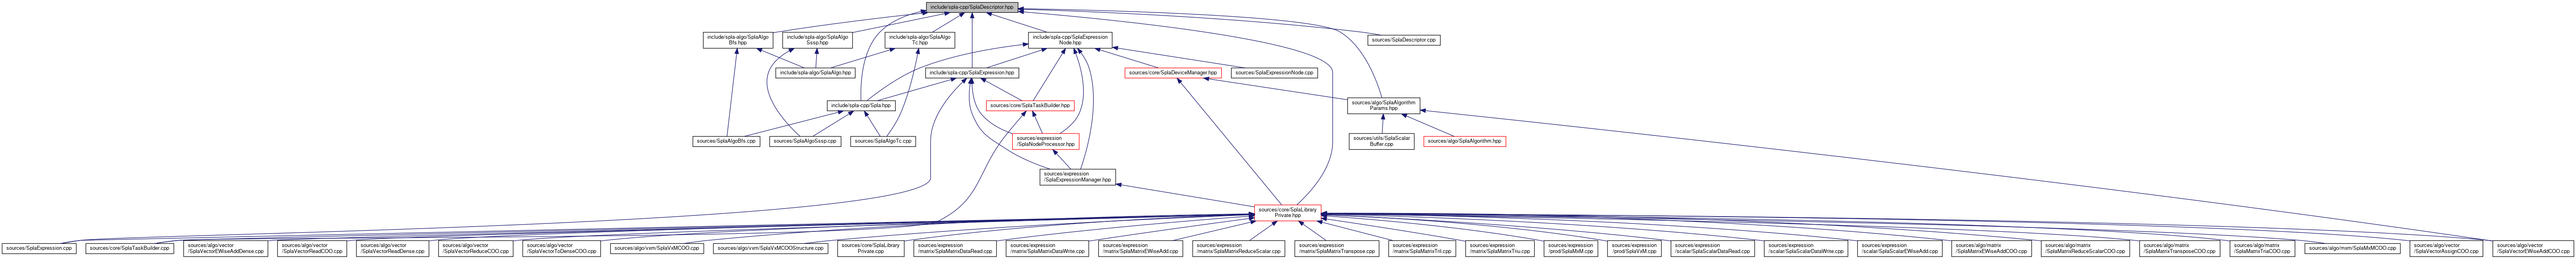 include/spla-cpp/SplaDescriptor.hpp
include/spla-algo/SplaAlgo
Bfs.hpp
include/spla-algo/SplaAlgo
Sssp.hpp
include/spla-algo/SplaAlgo
Tc.hpp
include/spla-cpp/SplaExpression
Node.hpp
sources/SplaDescriptor.cpp
include/spla-algo/SplaAlgo.hpp
include/spla-cpp/SplaExpression.hpp
sources/core/SplaDeviceManager.hpp
sources/SplaExpressionNode.cpp
include/spla-cpp/Spla.hpp
sources/core/SplaTaskBuilder.hpp
sources/algo/SplaAlgorithm
Params.hpp
sources/SplaAlgoBfs.cpp
sources/SplaAlgoSssp.cpp
sources/SplaAlgoTc.cpp
sources/expression
/SplaNodeProcessor.hpp
sources/utils/SplaScalar
Buffer.cpp
sources/algo/SplaAlgorithm.hpp
sources/expression
/SplaExpressionManager.hpp
sources/core/SplaLibrary
Private.hpp
sources/SplaExpression.cpp
sources/core/SplaTaskBuilder.cpp
sources/algo/vector
/SplaVectorEWiseAddDense.cpp
sources/algo/vector
/SplaVectorReadCOO.cpp
sources/algo/vector
/SplaVectorReadDense.cpp
sources/algo/vector
/SplaVectorReduceCOO.cpp
sources/algo/vector
/SplaVectorToDenseCOO.cpp
sources/algo/vxm/SplaVxMCOO.cpp
sources/algo/vxm/SplaVxMCOOStructure.cpp
sources/core/SplaLibrary
Private.cpp
sources/expression
/matrix/SplaMatrixDataRead.cpp
sources/expression
/matrix/SplaMatrixDataWrite.cpp
sources/expression
/matrix/SplaMatrixEWiseAdd.cpp
sources/expression
/matrix/SplaMatrixReduceScalar.cpp
sources/expression
/matrix/SplaMatrixTranspose.cpp
sources/expression
/matrix/SplaMatrixTril.cpp
sources/expression
/matrix/SplaMatrixTriu.cpp
sources/expression
/prod/SplaMxM.cpp
sources/expression
/prod/SplaVxM.cpp
sources/expression
/scalar/SplaScalarDataRead.cpp
sources/expression
/scalar/SplaScalarDataWrite.cpp
sources/expression
/scalar/SplaScalarEWiseAdd.cpp
sources/algo/matrix
/SplaMatrixEWiseAddCOO.cpp
sources/algo/matrix
/SplaMatrixReduceScalarCOO.cpp
sources/algo/matrix
/SplaMatrixTransposeCOO.cpp
sources/algo/matrix
/SplaMatrixTrialCOO.cpp
sources/algo/mxm/SplaMxMCOO.cpp
sources/algo/vector
/SplaVectorAssignCOO.cpp
sources/algo/vector
/SplaVectorEWiseAddCOO.cpp